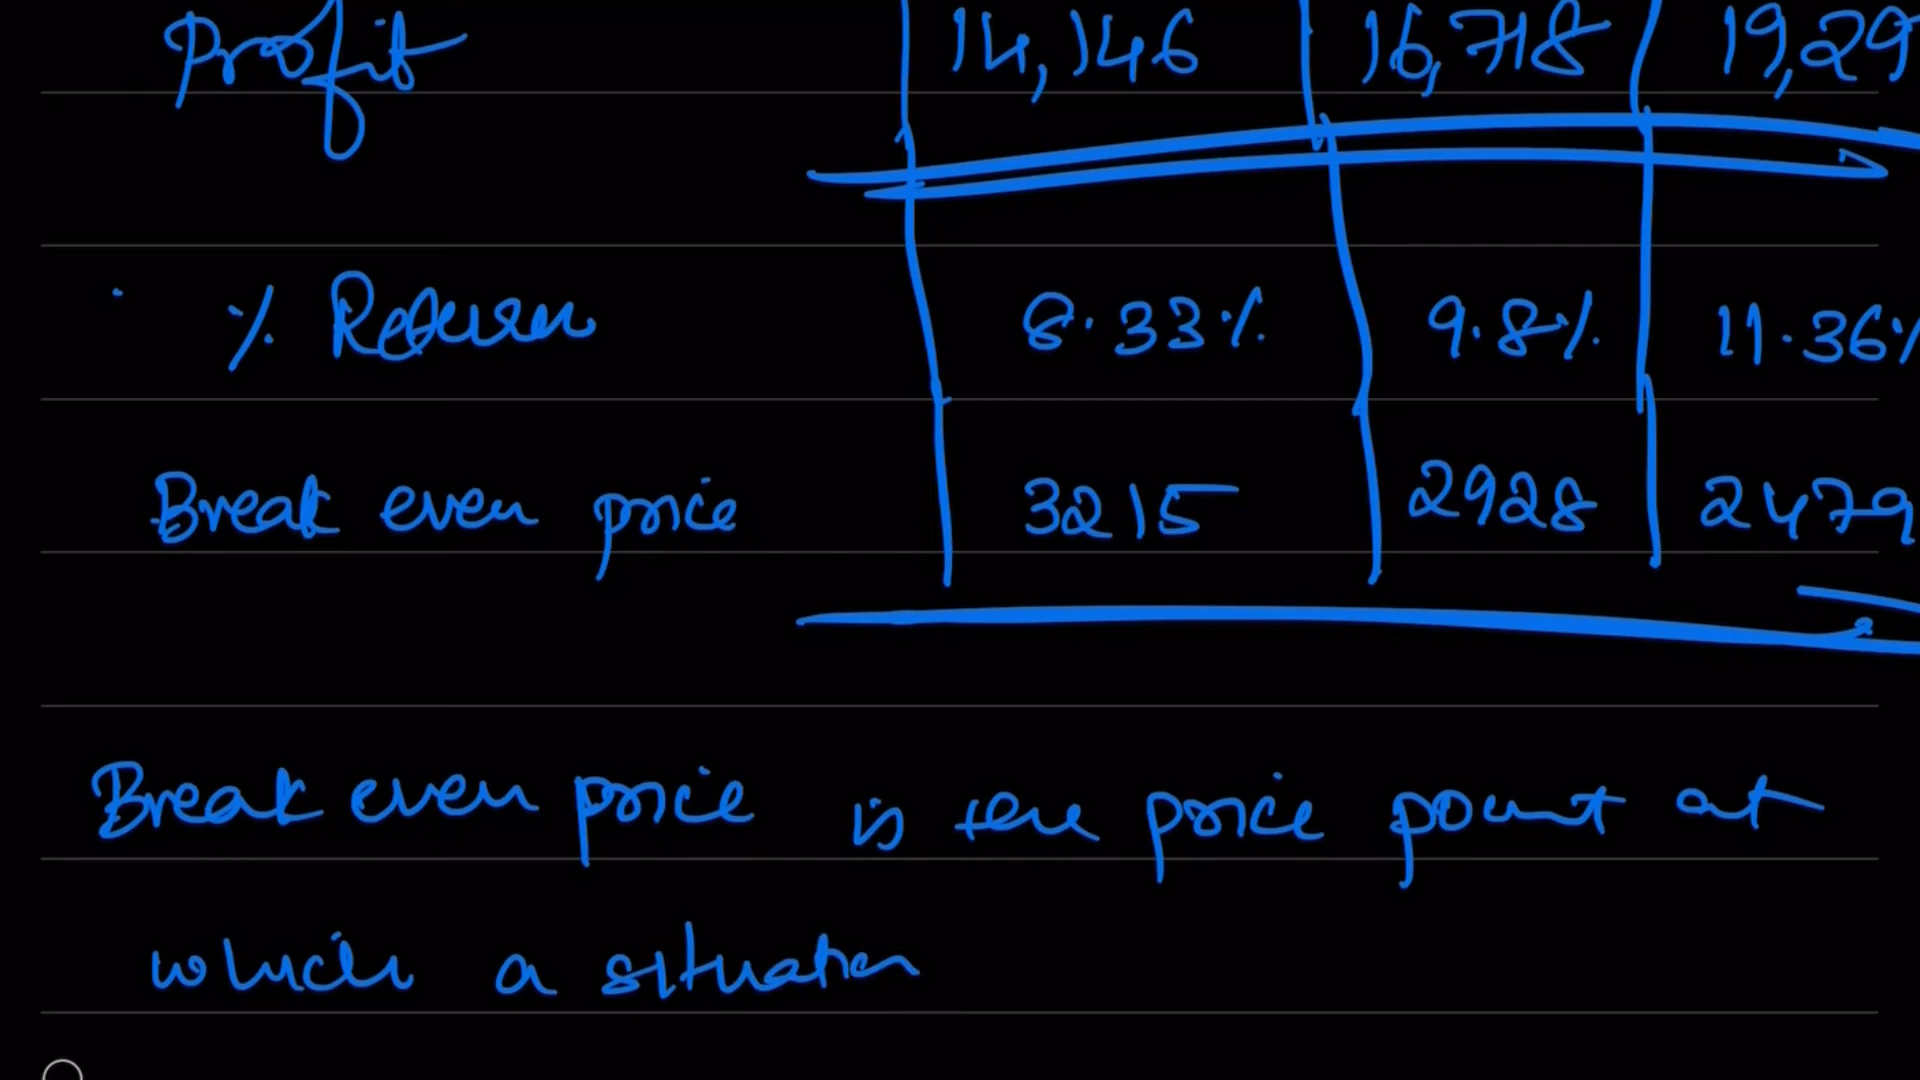 Profit 14,146 16,718 19,29
% Return 8.33% 9.8% 11.36%
Break even price 3215 2928 2479
Break even price is the price point at
which a situation